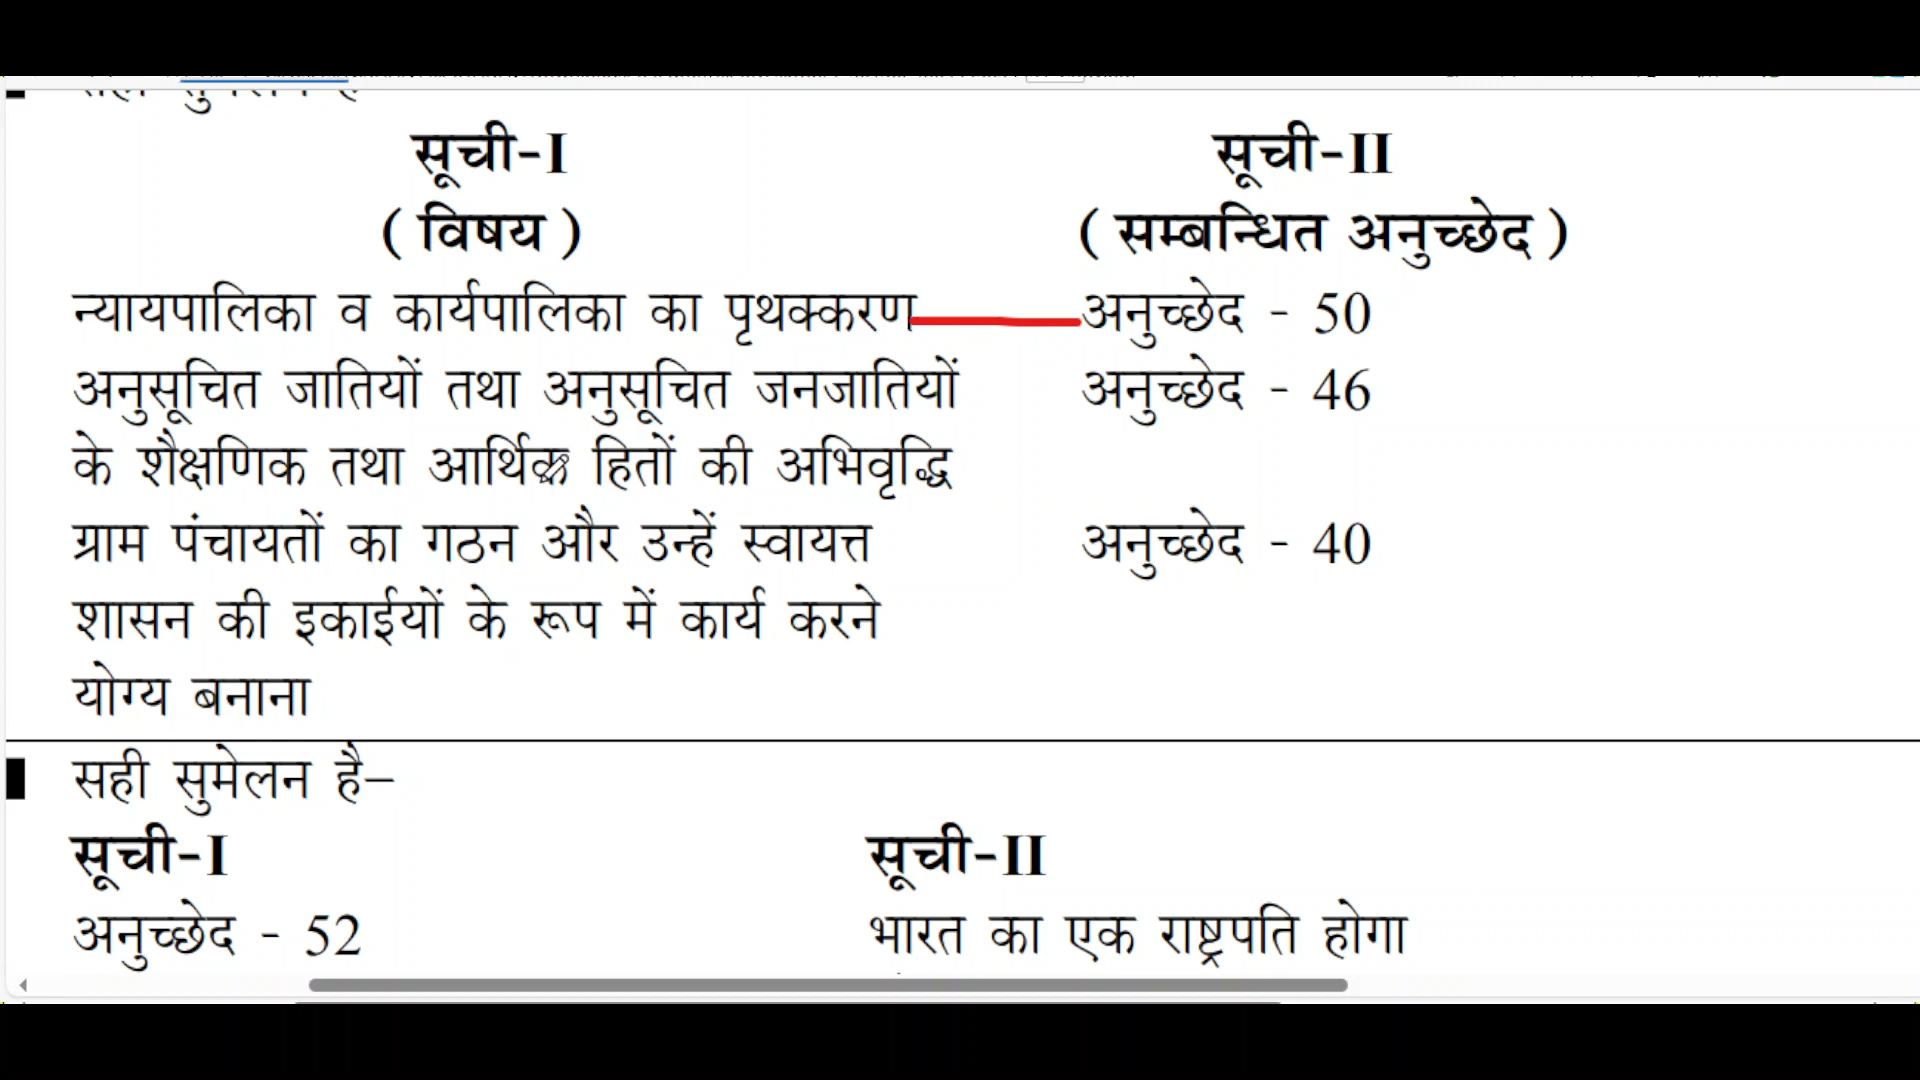 सही सुमेलन है
सूची-I सूची-II
( विषय ) ( सम्बन्धित अनुच्छेद )
न्यायपालिका व कार्यपालिका का पृथक्करण अनुच्छेद - 50
अनुसूचित जातियों तथा अनुसूचित जनजातियों अनुच्छेद - 46
के शैक्षणिक तथा आर्थिक हितों की अभिवृद्धि
ग्राम पंचायतों का गठन और उन्हें स्वायत्त अनुच्छेद - 40
शासन की इकाईयों के रूप में कार्य करने
योग्य बनाना
सही सुमेलन है–
सूची-I सूची-II
अनुच्छेद - 52 भारत का एक राष्ट्रपति होगा